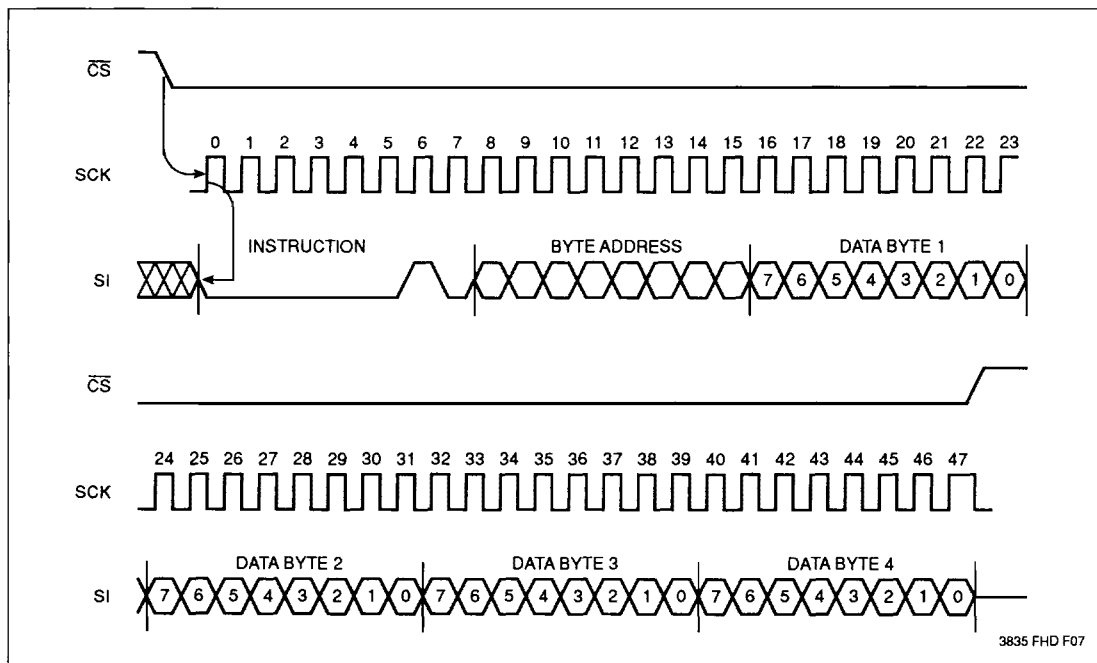 CS
0 1 2 3 4 5 6 7 8 9 10 11 12 13 14 15 16 17 18 19 20 21 22 23
SCK
INSTRUCTION BYTE ADDRESS DATA BYTE 1
SI 7 6 5 4 3 2 1 0
CS
24 25 26 27 28 29 30 31 32 33 34 35 36 37 38 39 40 41 42 43 44 45 46 47
SCK
DATA BYTE 2 DATA BYTE 3 DATA BYTE 4
SI 7 6 5 4 3 2 1 0 7 6 5 4 3 2 1 0 7 6 5 4 3 2 1 0
3835 FHD F07